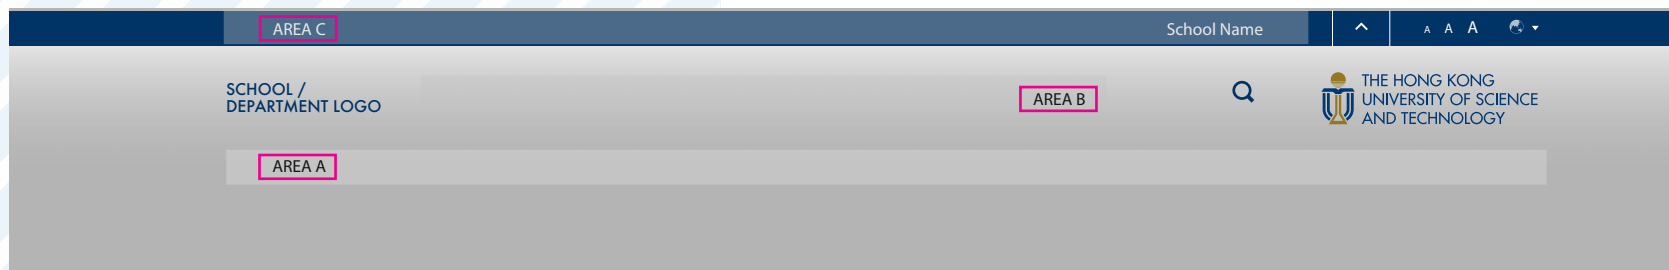 AREA C
School Name
A A A
SCHOOL /
DEPARTMENT LOGO
AREA B
THE HONG KONG
UNIVERSITY OF SCIENCE
AND TECHNOLOGY
AREA A